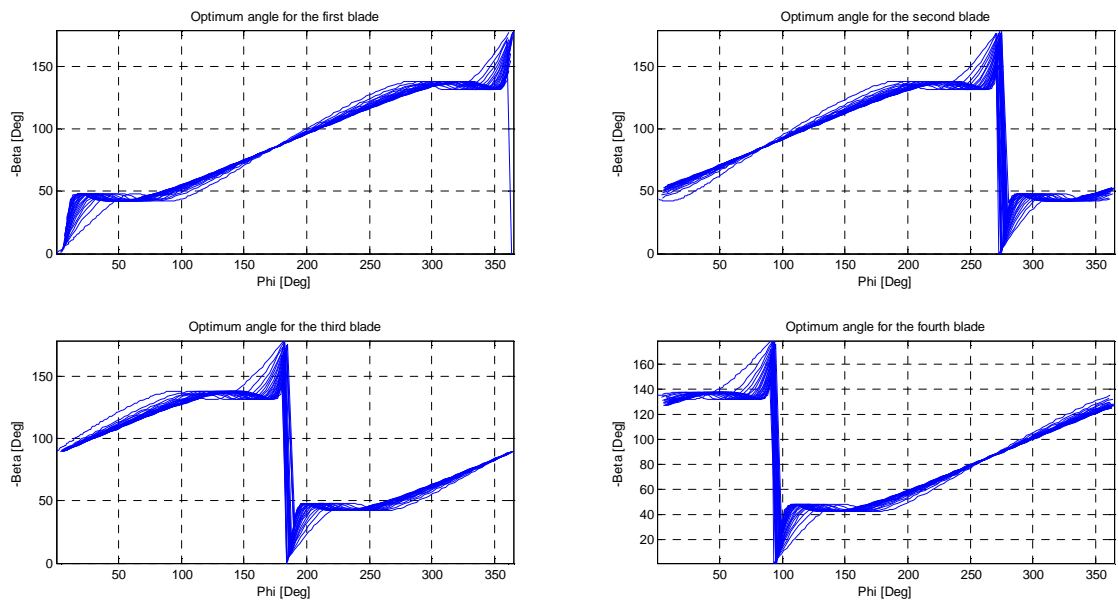 Optimum angle for the first blade
150
100
50
0
-Beta [Deg]
50 100 150 200 250 300 350
Phi [Deg]
Optimum angle for the second blade
150
100
50
0
-Beta [Deg]
50 100 150 200 250 300 350
Phi [Deg]
Optimum angle for the third blade
150
100
50
0
-Beta [Deg]
50 100 150 200 250 300 350
Phi [Deg]
Optimum angle for the fourth blade
160
140
120
100
80
60
40
20
-Beta [Deg]
50 100 150 200 250 300 350
Phi [Deg]